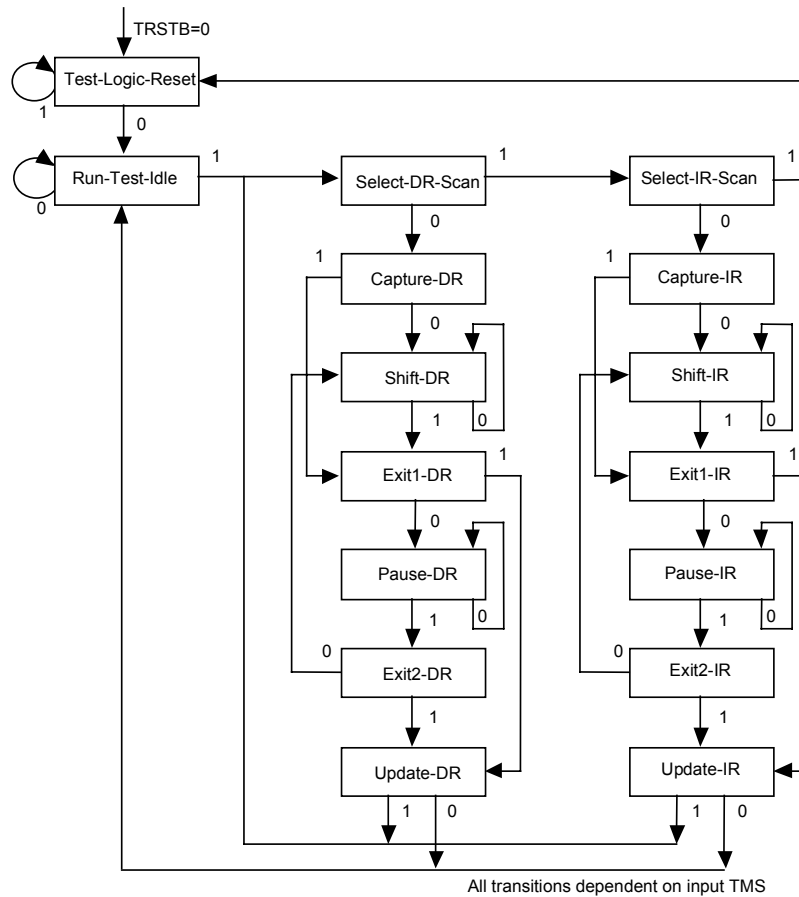 TRSTB=0
Test-Logic-Reset
1
0
Run-Test-Idle
0
1
Select-DR-Scan
1
Select-IR-Scan
1
0
0
1
Capture-DR
1
Capture-IR
0
0
Shift-DR
Shift-IR
1
0
1
0
Exit1-DR
1
Exit1-IR
1
0
0
Pause-DR
Pause-IR
1
0
1
0
0
Exit2-DR
0
Exit2-IR
1
1
Update-DR
Update-IR
1
0
1
0
All transitions dependent on input TMS